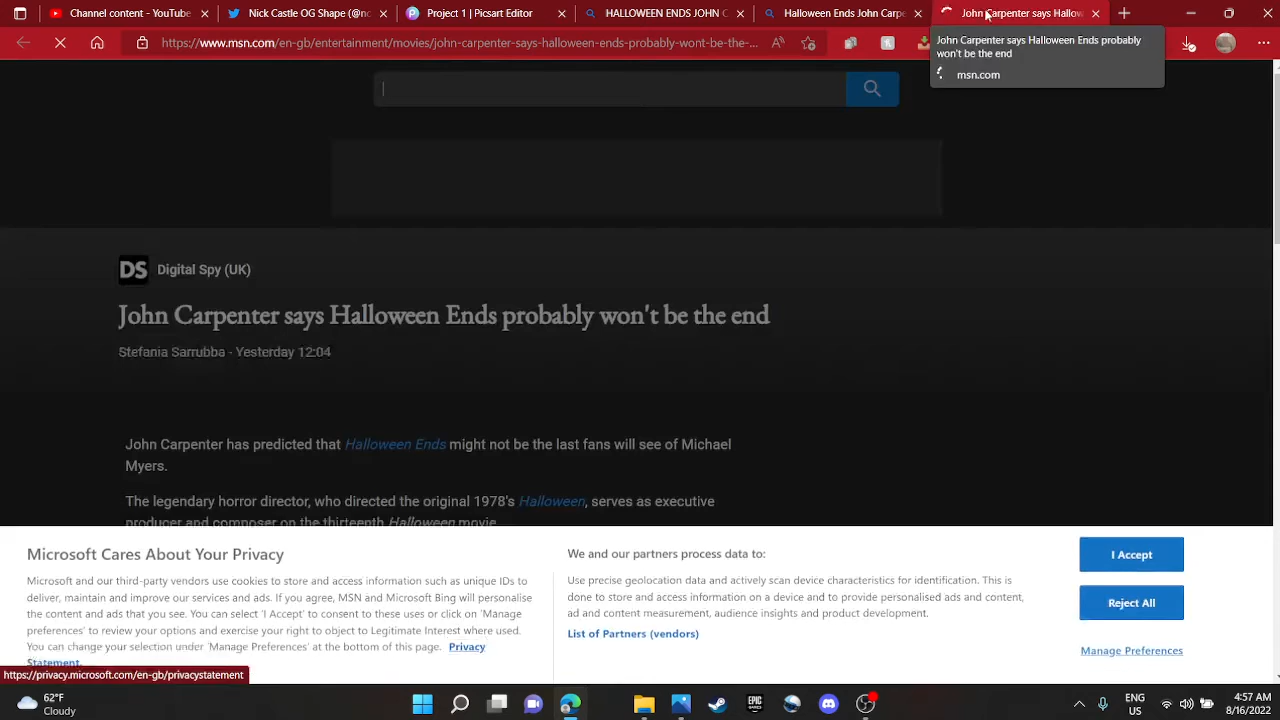 Content - YouTube
Nick Castle OG Shape (@nc
Project 1 | Picsart Editor
HALLOWEEN ENDS JOHN C
Halloween Ends John Carpen
John Carpenter says Hallow
https://www.msn.com/en-gb/entertainment/movies/john-carpenter-says-halloween-ends-probably-wont-be-the-...
John Carpenter says Halloween Ends probably
won't be the end
msn.com
DS Digital Spy (UK)
John Carpenter says Halloween Ends probably won't be the end
Stefania Sarrubba - Yesterday 12:04
John Carpenter has predicted that Halloween Ends might not be the last fans will see of Michael
Myers.
The legendary horror director, who directed the original 1978's Halloween, serves as executive
producer and composer on the thirteenth Halloween movie.
Microsoft Cares About Your Privacy
Microsoft and our third-party vendors use cookies to store and access information such as unique IDs to
deliver, maintain and improve our services and ads. If you agree, MSN and Microsoft Bing will personalise
the content and ads that you see. You can select 'I Accept' to consent to these uses or click on 'Manage
preferences' to review your options and exercise your right to object to Legitimate Interest where used.
You can change your selection under 'Manage Preferences' at the bottom of this page. Privacy
Statement.
We and our partners process data to:
Use precise geolocation data and actively scan device characteristics for identification. This is
done to store and access information on a device and to provide personalised ads and content,
ad and content measurement, audience insights and product development.
List of Partners (vendors)
I Accept
Reject All
Manage Preferences
https://privacy.microsoft.com/en-gb/privacystatement
62°F
Cloudy
EPIC
GAMES
ENG
US
4:57 AM
8/16/2022